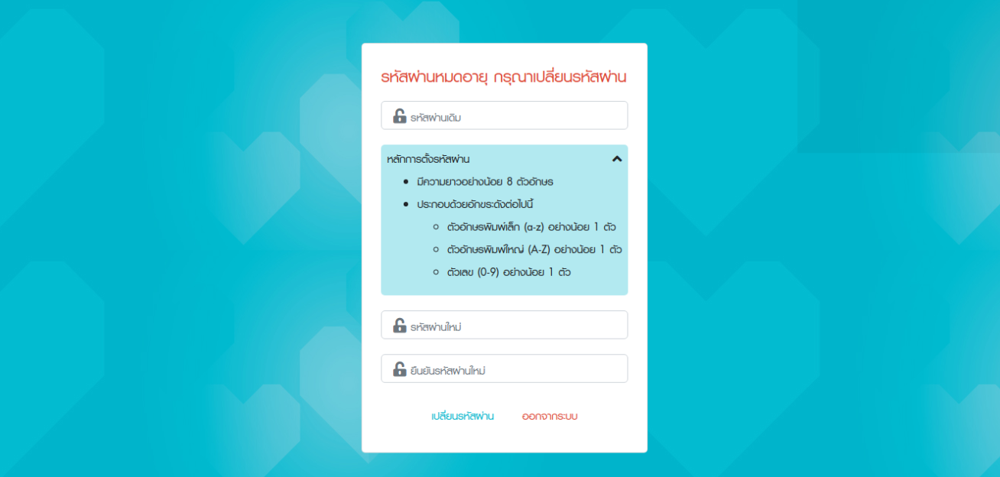 รหัสผ่านหมดอายุ กรุณาเปลี่ยนรหัสผ่าน
รหัสผ่านเดิม
หลักการตั้งรหัสผ่าน
มีความยาวอย่างน้อย 8 ตัวอักษร
ประกอบด้วยอักขระดังต่อไปนี้
ตัวอักษรพิมพ์เล็ก (a-z) อย่างน้อย 1 ตัว
ตัวอักษรพิมพ์ใหญ่ (A-Z) อย่างน้อย 1 ตัว
ตัวเลข (0-9) อย่างน้อย 1 ตัว
รหัสผ่านใหม่
ยืนยันรหัสผ่านใหม่
เปลี่ยนรหัสผ่าน ออกจากระบบ